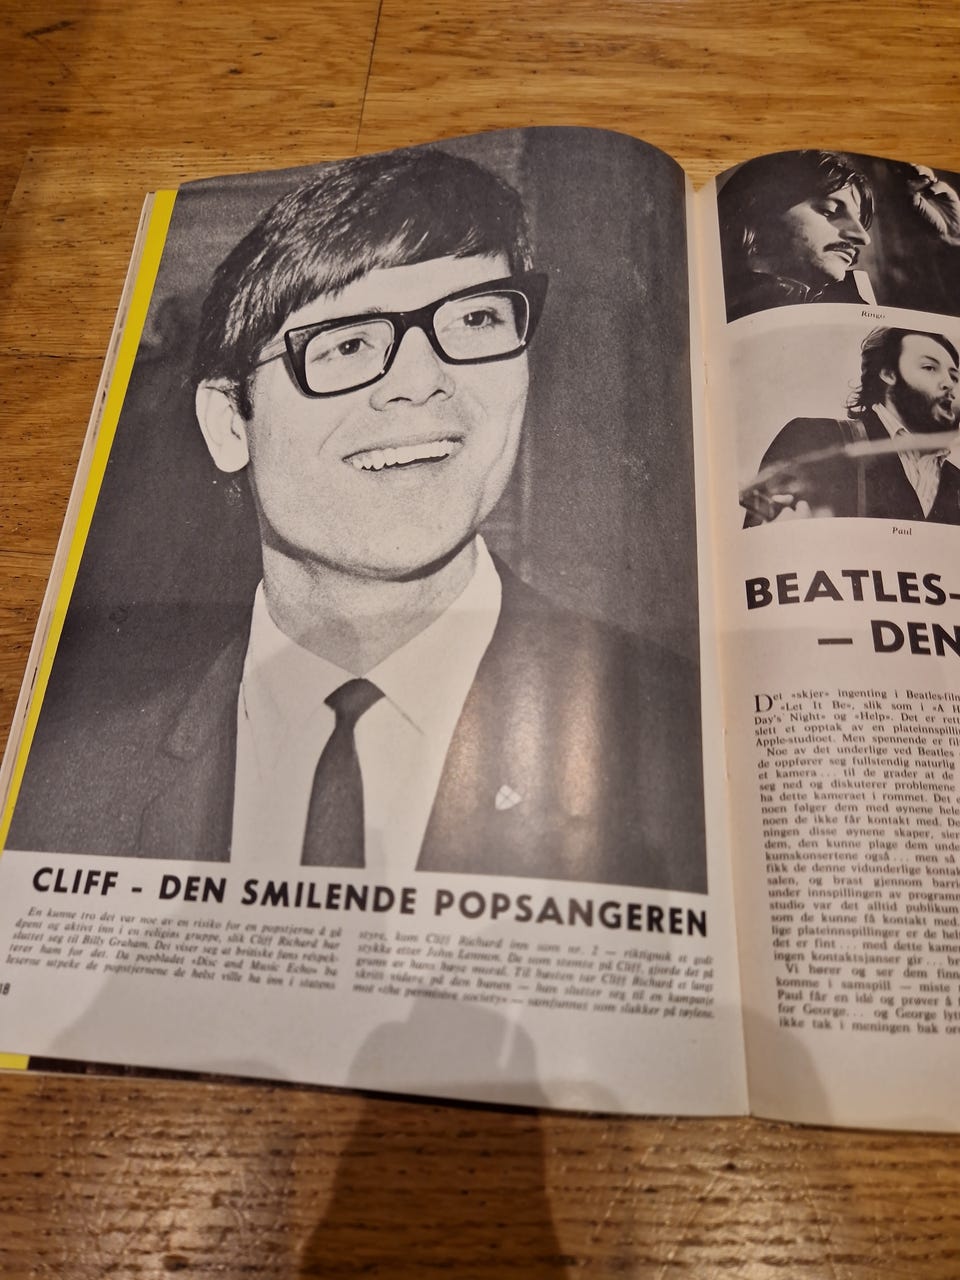 CLIFF - DEN SMILENDE POPSANGEREN
En kunne tro det var noe av en risiko for en popstjerne å gå
åpent og aktivt inn i en religiøs gruppe, slik Cliff Richard har
sluttet seg til Billy Graham. Det viser seg at britiske fans respek-
terer ham for det. Da popbladet «Disc and Music Echo» ba
leserne utpeke de popstjernene de helst ville ha inn i statens
styre, kom Cliff Richard inn som nr. 2 — riktignok et godt
stykke etter John Lennon. De som stemte på Cliff, gjorde det på
grunn av hans høye moral. Til høsten tar Cliff Richard et langt
skritt videre på den banen — han slutter seg til en kampanje
mot «the permissive society» — samfunnet som slakker på tøylene.
18
Ringo
Paul
BEATLES-
— DEN
Det «skjer» ingenting i Beatles-film
«Let It Be», slik som i «A H
Day's Night» og «Help». Det er rett
slett et opptak av en plateinnspilli
Apple-studioet. Men spennende er fil
Noe av det underlige ved Beatles
de oppfører seg fullstendig naturlig
et kamera ... til de grader at de
seg ned og diskuterer problemene
ha dette kameraet i rommet. Det e
noen følger dem med øynene hele
noen de ikke får kontakt med. De
ningen disse øynene skaper, sier
dem, den kunne plage dem unde
kumskonsertene også ... men så
fikk de denne vidunderlige kontak
salen, og brast gjennom barri
under innspillingen av programm
studio var det alltid publikum
som de kunne få kontakt med.
lige plateinnspillinger er de hel
det er fint ... med dette kamer
ingen kontaktsjanser gir ... br
Vi hører og ser dem finn
komme i samspill — miste
Paul får en idé og prøver å
for George... og George lytt
ikke tak i meningen bak ord